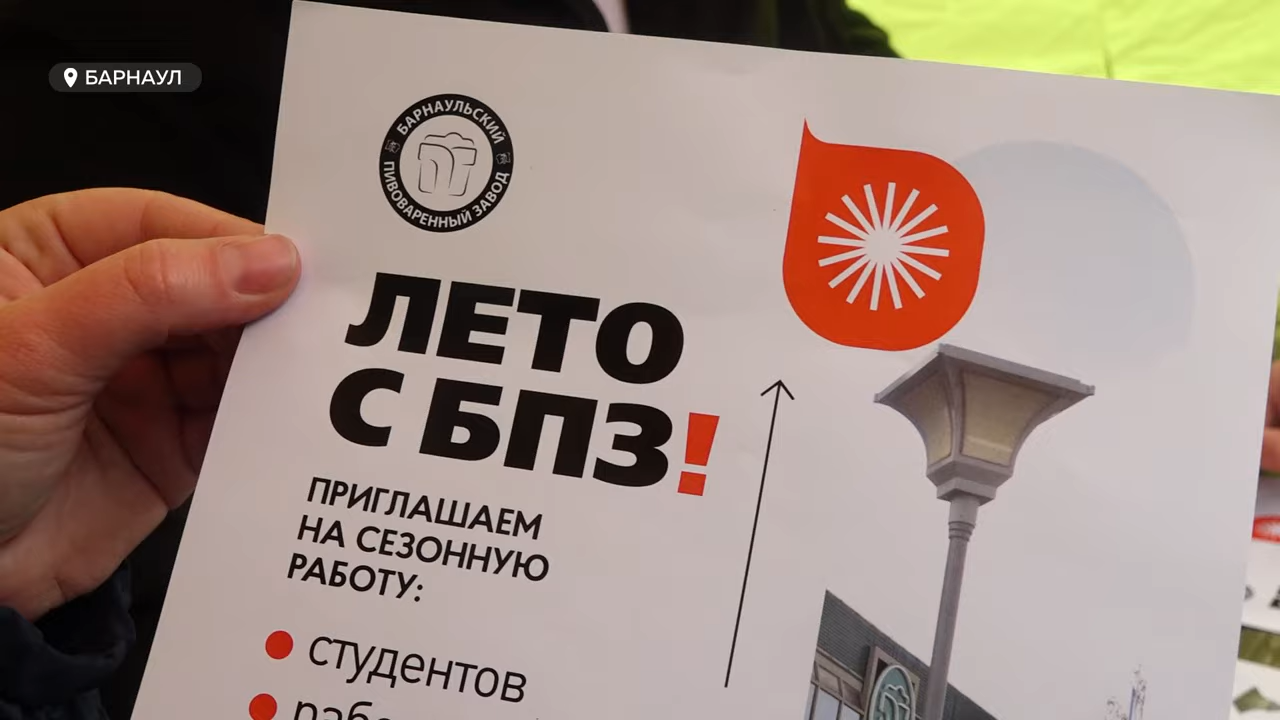 БАРНАУЛ
БАРНАУЛЬСКИЙ
ПИВОВАРЕННЫЙ ЗАВОД
ЛЕТО
С БПЗ!
ПРИГЛАШАЕМ
НА СЕЗОННУЮ
РАБОТУ:
студентов